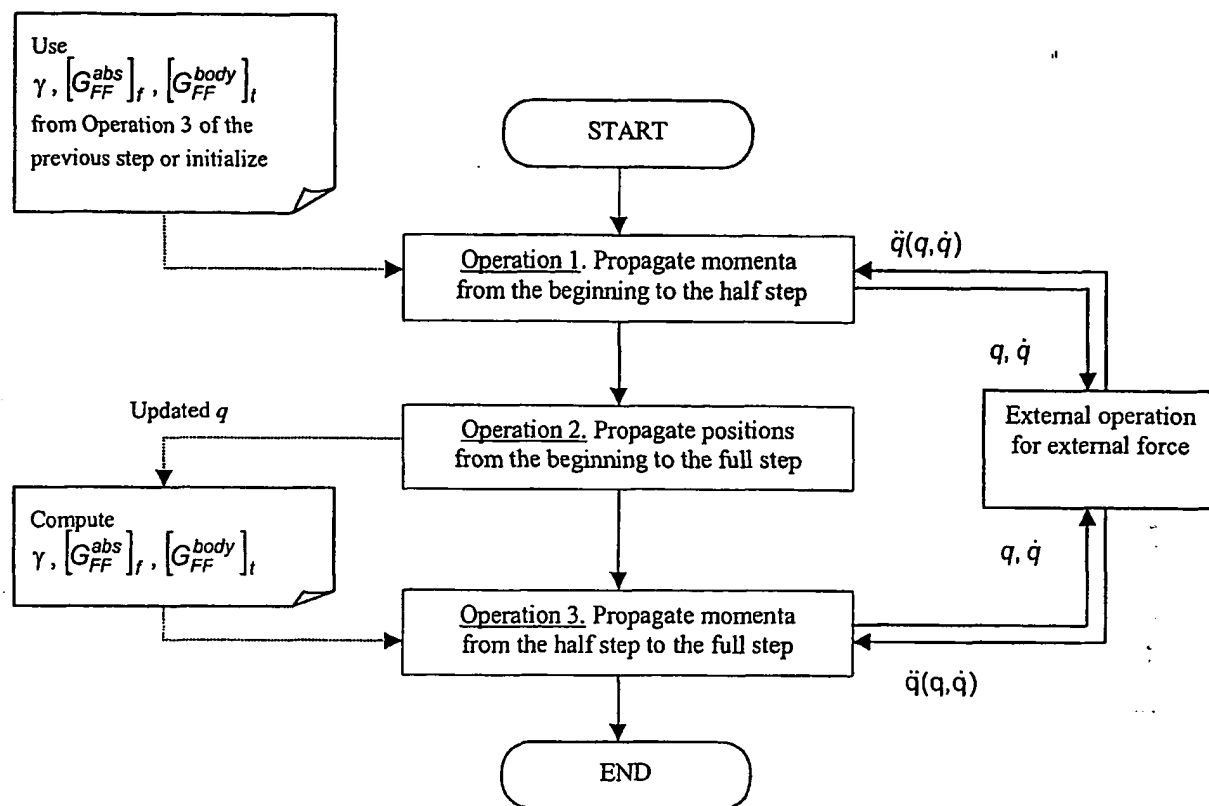 Use
γ, [G_FF^abs]_f, [G_FF^body]_t
from Operation 3 of the
previous step or initialize
START
Operation 1. Propagate momenta
from the beginning to the half step
q̈(q,q̇)
q, q̇
External operation
for external force
Updated q
Operation 2. Propagate positions
from the beginning to the full step
Compute
γ, [G_FF^abs]_f, [G_FF^body]_t
q, q̇
Operation 3. Propagate momenta
from the half step to the full step
q̈(q,q̇)
END